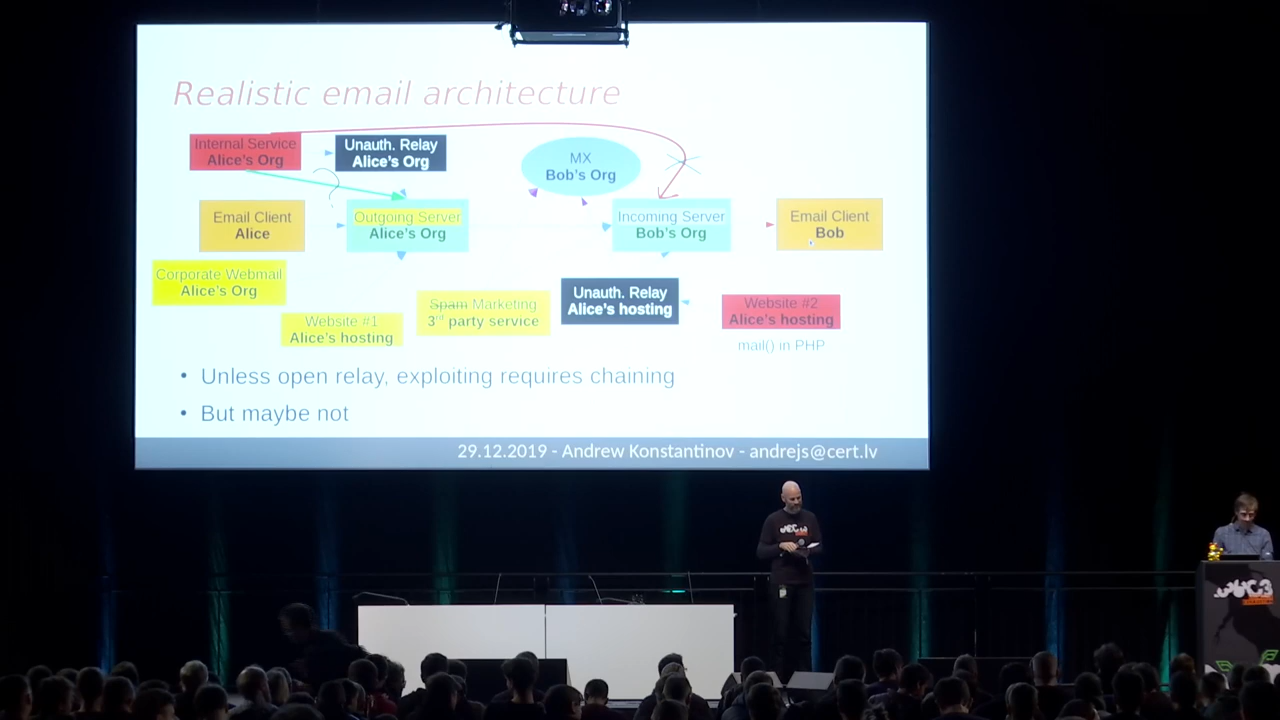 Realistic email architecture
Internal Service
Alice's Org
Unauth. Relay
Alice's Org
MX
Bob's Org
Email Client
Alice
Outgoing Server
Alice's Org
Incoming Server
Bob's Org
Email Client
Bob
Corporate Webmail
Alice's Org
Website #1
Alice's hosting
Spam Marketing
3rd party service
Unauth. Relay
Alice's hosting
Website #2
Alice's hosting
mail() in PHP
• Unless open relay, exploiting requires chaining
• But maybe not
29.12.2019 - Andrew Konstantinov - andrejs@cert.lv